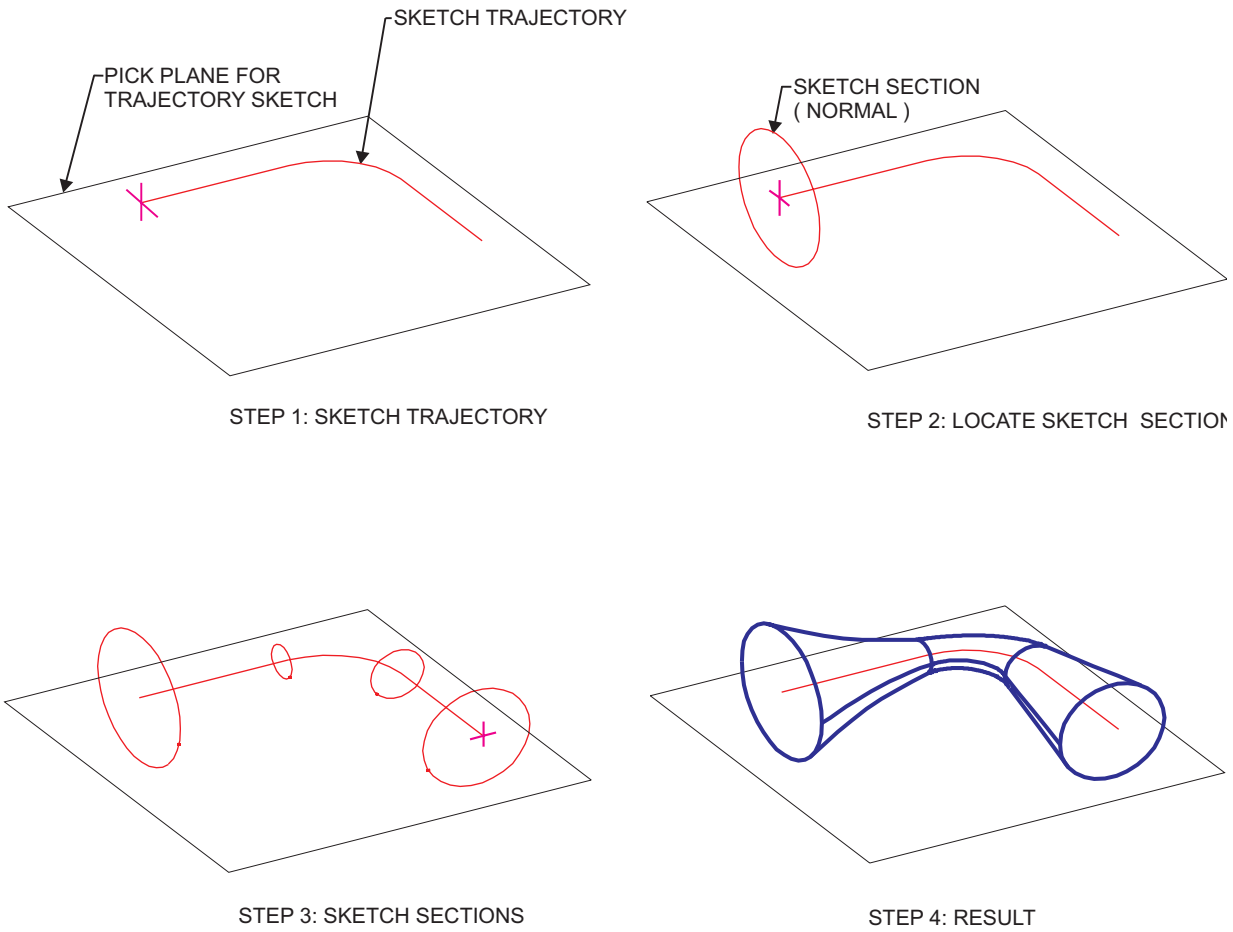 SKETCH TRAJECTORY
PICK PLANE FOR
TRAJECTORY SKETCH
SKETCH SECTION
( NORMAL )
STEP 1: SKETCH TRAJECTORY
STEP 2: LOCATE SKETCH SECTION
STEP 3: SKETCH SECTIONS
STEP 4: RESULT